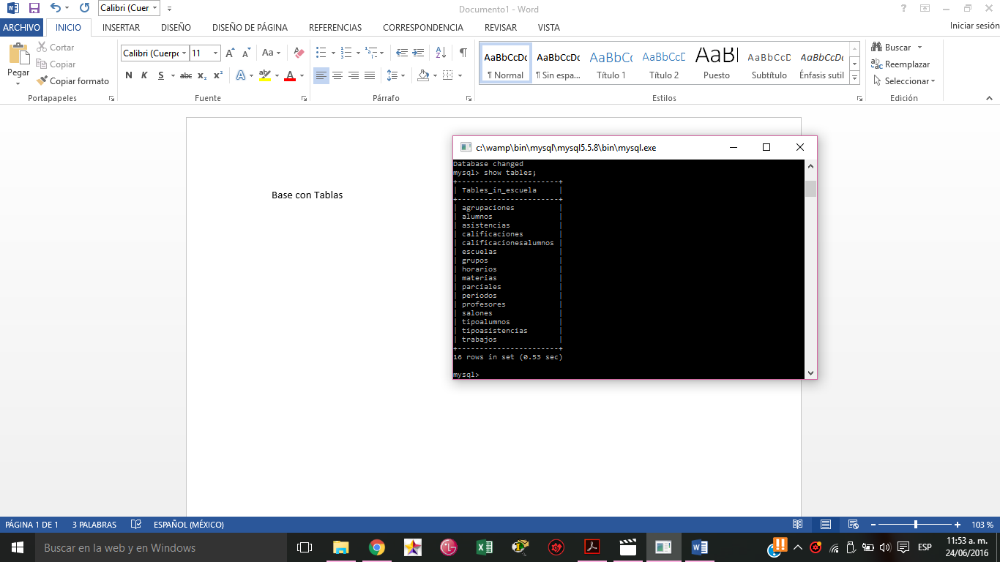 Calibri (Cuer
Documento1 - Word
ARCHIVO INICIO INSERTAR DISEÑO DISEÑO DE PÁGINA REFERENCIAS CORRESPONDENCIA REVISAR VISTA Iniciar sesión
Pegar
Cortar
Copiar
Copiar formato
Portapapeles
Calibri (Cuerpo 11 Aa
N K S abc x₂ x² A ab A
Fuente
Párrafo
AaBbCcDc AaBbCcDc AaBbCc AaBbCcD AaBl AaBbCcD AaBbCcDc
¶ Normal ¶ Sin espa... Título 1 Título 2 Puesto Subtítulo Énfasis sutil
Estilos
Buscar
Reemplazar
Seleccionar
Edición
Base con Tablas
c:\wamp\bin\mysql\mysql5.5.8\bin\mysql.exe
Database changed
mysql> show tables;
+-----------------------+
| Tables_in_escuela |
+-----------------------+
| agrupaciones |
| alumnos |
| asistencias |
| calificaciones |
| calificacionesalumnos |
| escuelas |
| grupos |
| horarios |
| materias |
| parciales |
| periodos |
| profesores |
| salones |
| tipoalumnos |
| tipoasistencias |
| trabajos |
+-----------------------+
16 rows in set (0.53 sec)
mysql>
PÁGINA 1 DE 1 3 PALABRAS ESPAÑOL (MÉXICO) 103 %
Buscar en la web y en Windows
ESP
11:53 a. m.
24/06/2016